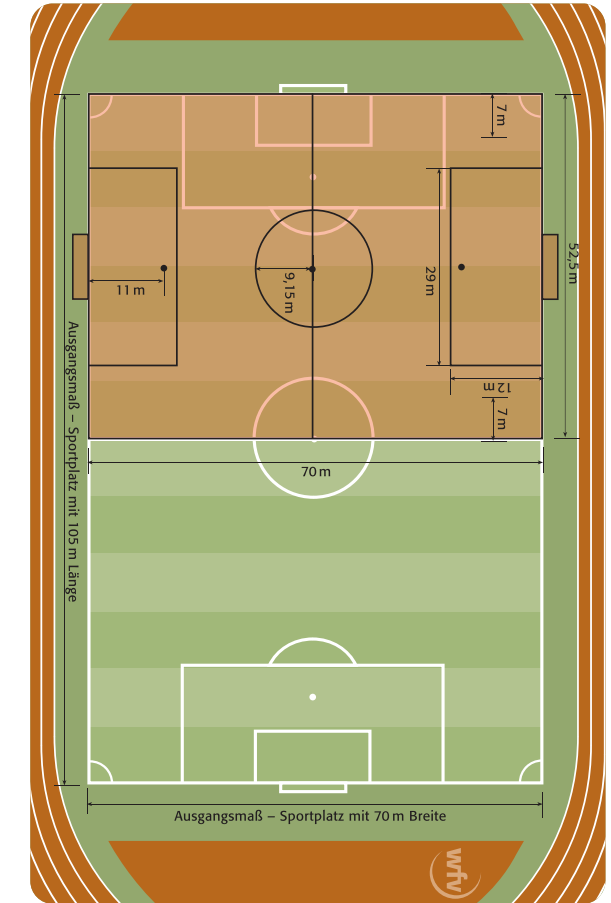 7 m
52,5 m
29 m
11 m
9,15 m
12 m
7 m
70 m
Ausgangsmaß – Sportplatz mit 105 m Länge
Ausgangsmaß – Sportplatz mit 70 m Breite
wfv